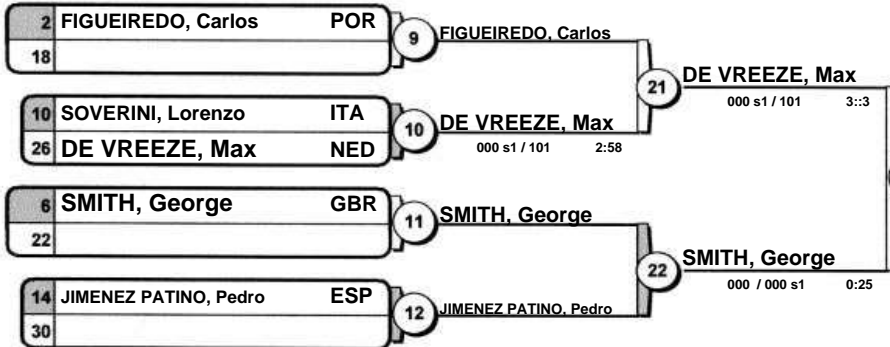 2 FIGUEIREDO, Carlos POR
18
9 FIGUEIREDO, Carlos
10 SOVERINI, Lorenzo ITA
26 DE VREEZE, Max NED
10 DE VREEZE, Max
000 s1 / 101 2:58
21 DE VREEZE, Max
000 s1 / 101 3::3
6 SMITH, George GBR
22
11 SMITH, George
14 JIMENEZ PATINO, Pedro ESP
30
12 JIMENEZ PATINO, Pedro
22 SMITH, George
000 / 000 s1 0:25